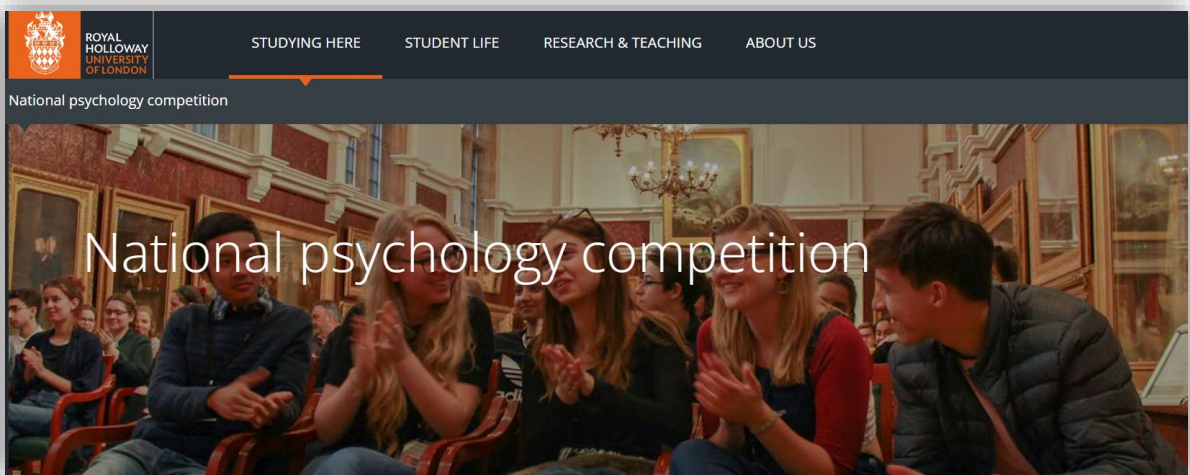 ROYAL
HOLLOWAY
UNIVERSITY
OF LONDON
STUDYING HERE STUDENT LIFE RESEARCH & TEACHING ABOUT US
National psychology competition
National psychology competition
adi